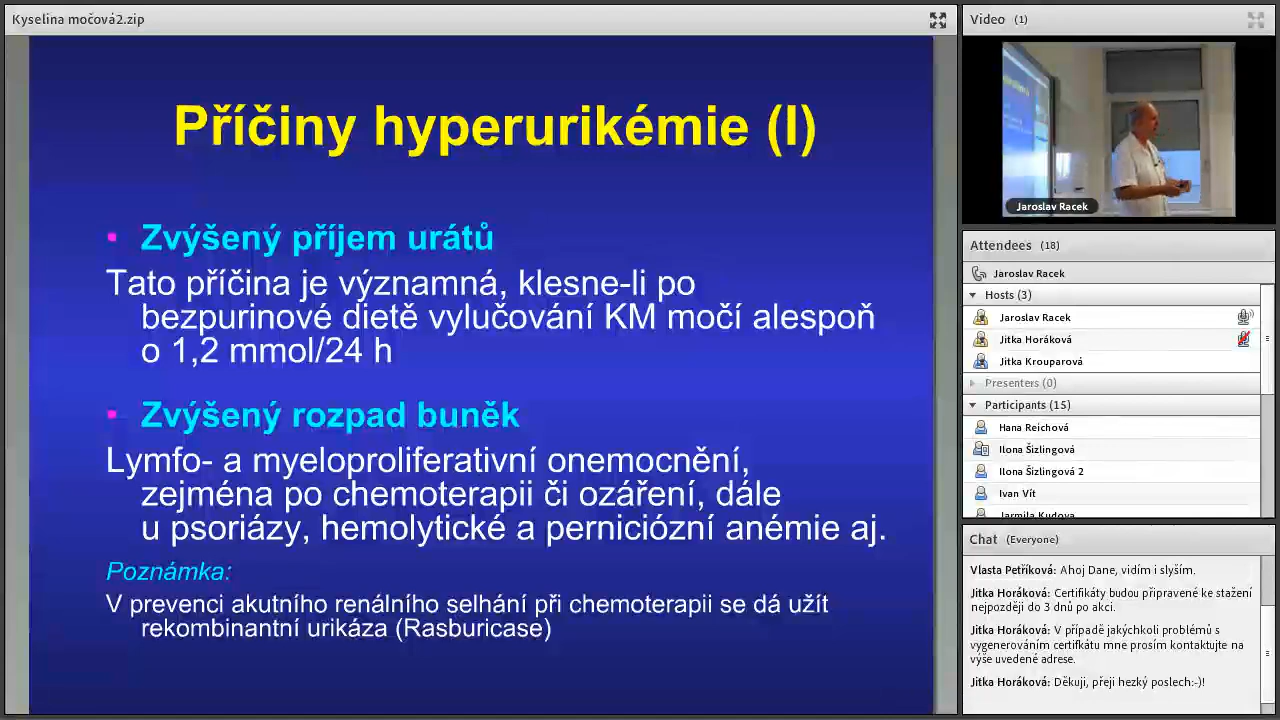 Kyselina močová2.zip
Příčiny hyperurikémie (I)
• Zvýšený příjem urátů
Tato příčina je významná, klesne-li po
bezpurinové dietě vylučování KM močí alespoň
o 1,2 mmol/24 h
• Zvýšený rozpad buněk
Lymfo- a myeloproliferativní onemocnění,
zejména po chemoterapii či ozáření, dále
u psoriázy, hemolytické a perniciózní anémie aj.
Poznámka:
V prevenci akutního renálního selhání při chemoterapii se dá užít
rekombinantní urikáza (Rasburicase)
Video (1)
Jaroslav Racek
Attendees (18)
Jaroslav Racek
Hosts (3)
Jaroslav Racek
Jitka Horáková
Jitka Krouparová
Presenters (0)
Participants (15)
Hana Reichová
Ilona Šizlingová
Ilona Šizlingová 2
Ivan Vít
Jarmila Kudova
Chat (Everyone)
Vlasta Petříková: Ahoj Dane, vidím i slyším.
Jitka Horáková: Certifikáty budou připravené ke stažení
nejpozději do 3 dnů po akci.
Jitka Horáková: V případě jakýchkoli problémů s
vygenerováním certifkátu mne prosím kontaktujte na
výše uvedené adrese.
Jitka Horáková: Děkuji, přeji hezký poslech:-)!